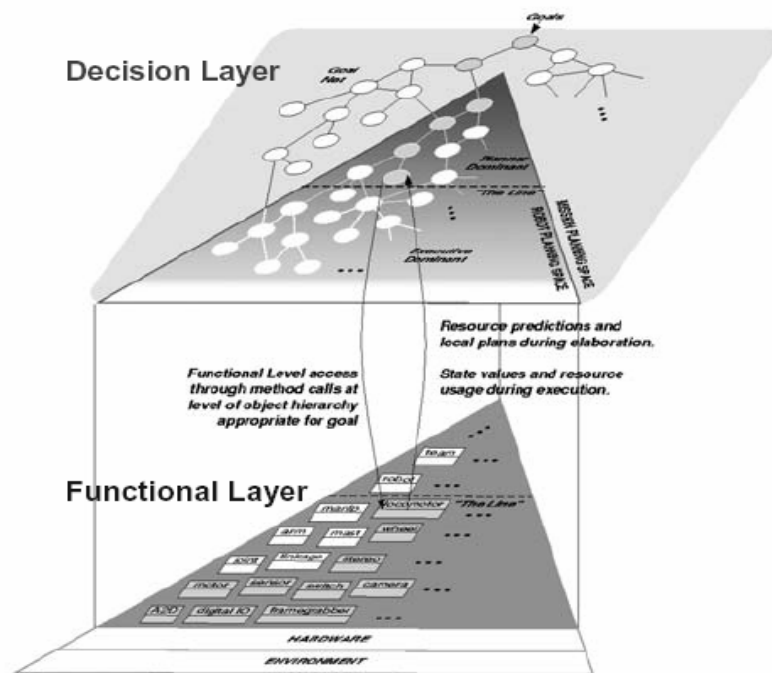 Goals
Decision Layer
Goal
Net
Planner
Dominant
"The Line"
MISSION PLANNING SPACE
ROBOT PLANNING SPACE
Executive
Dominant
...
...
...
Resource predictions and
local plans during elaboration.
Functional Level access
through method calls at
level of object hierarchy
appropriate for goal
State values and resource
usage during execution.
...
team
...
robot
...
Functional Layer
manip
locomotor
"The Line"
...
arm
mast
wheel
...
joint
linkage
stereo
...
motor
sensor
switch
camera
...
A2D
digital IO
framegrabber
...
HARDWARE
ENVIRONMENT